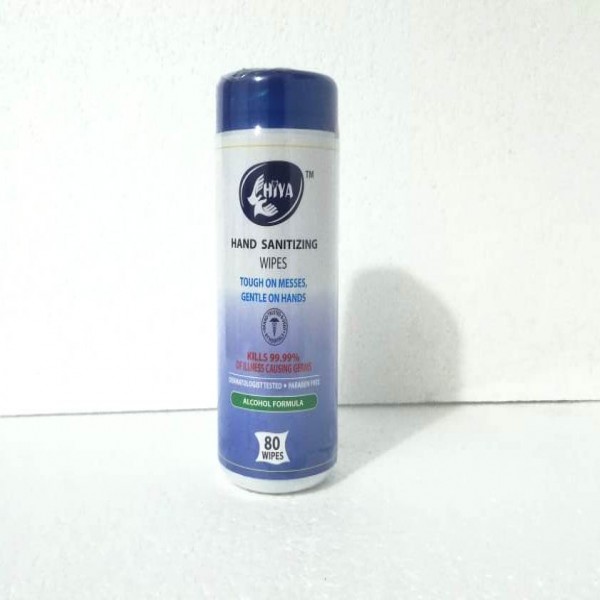 HIYA
TM
HAND SANITIZING
WIPES
TOUGH ON MESSES,
GENTLE ON HANDS
KILLS 99.99%
OF ILLNESS CAUSING GERMS
DERMATOLOGIST TESTED • PARABEN FREE
ALCOHOL FORMULA
80
WIPES